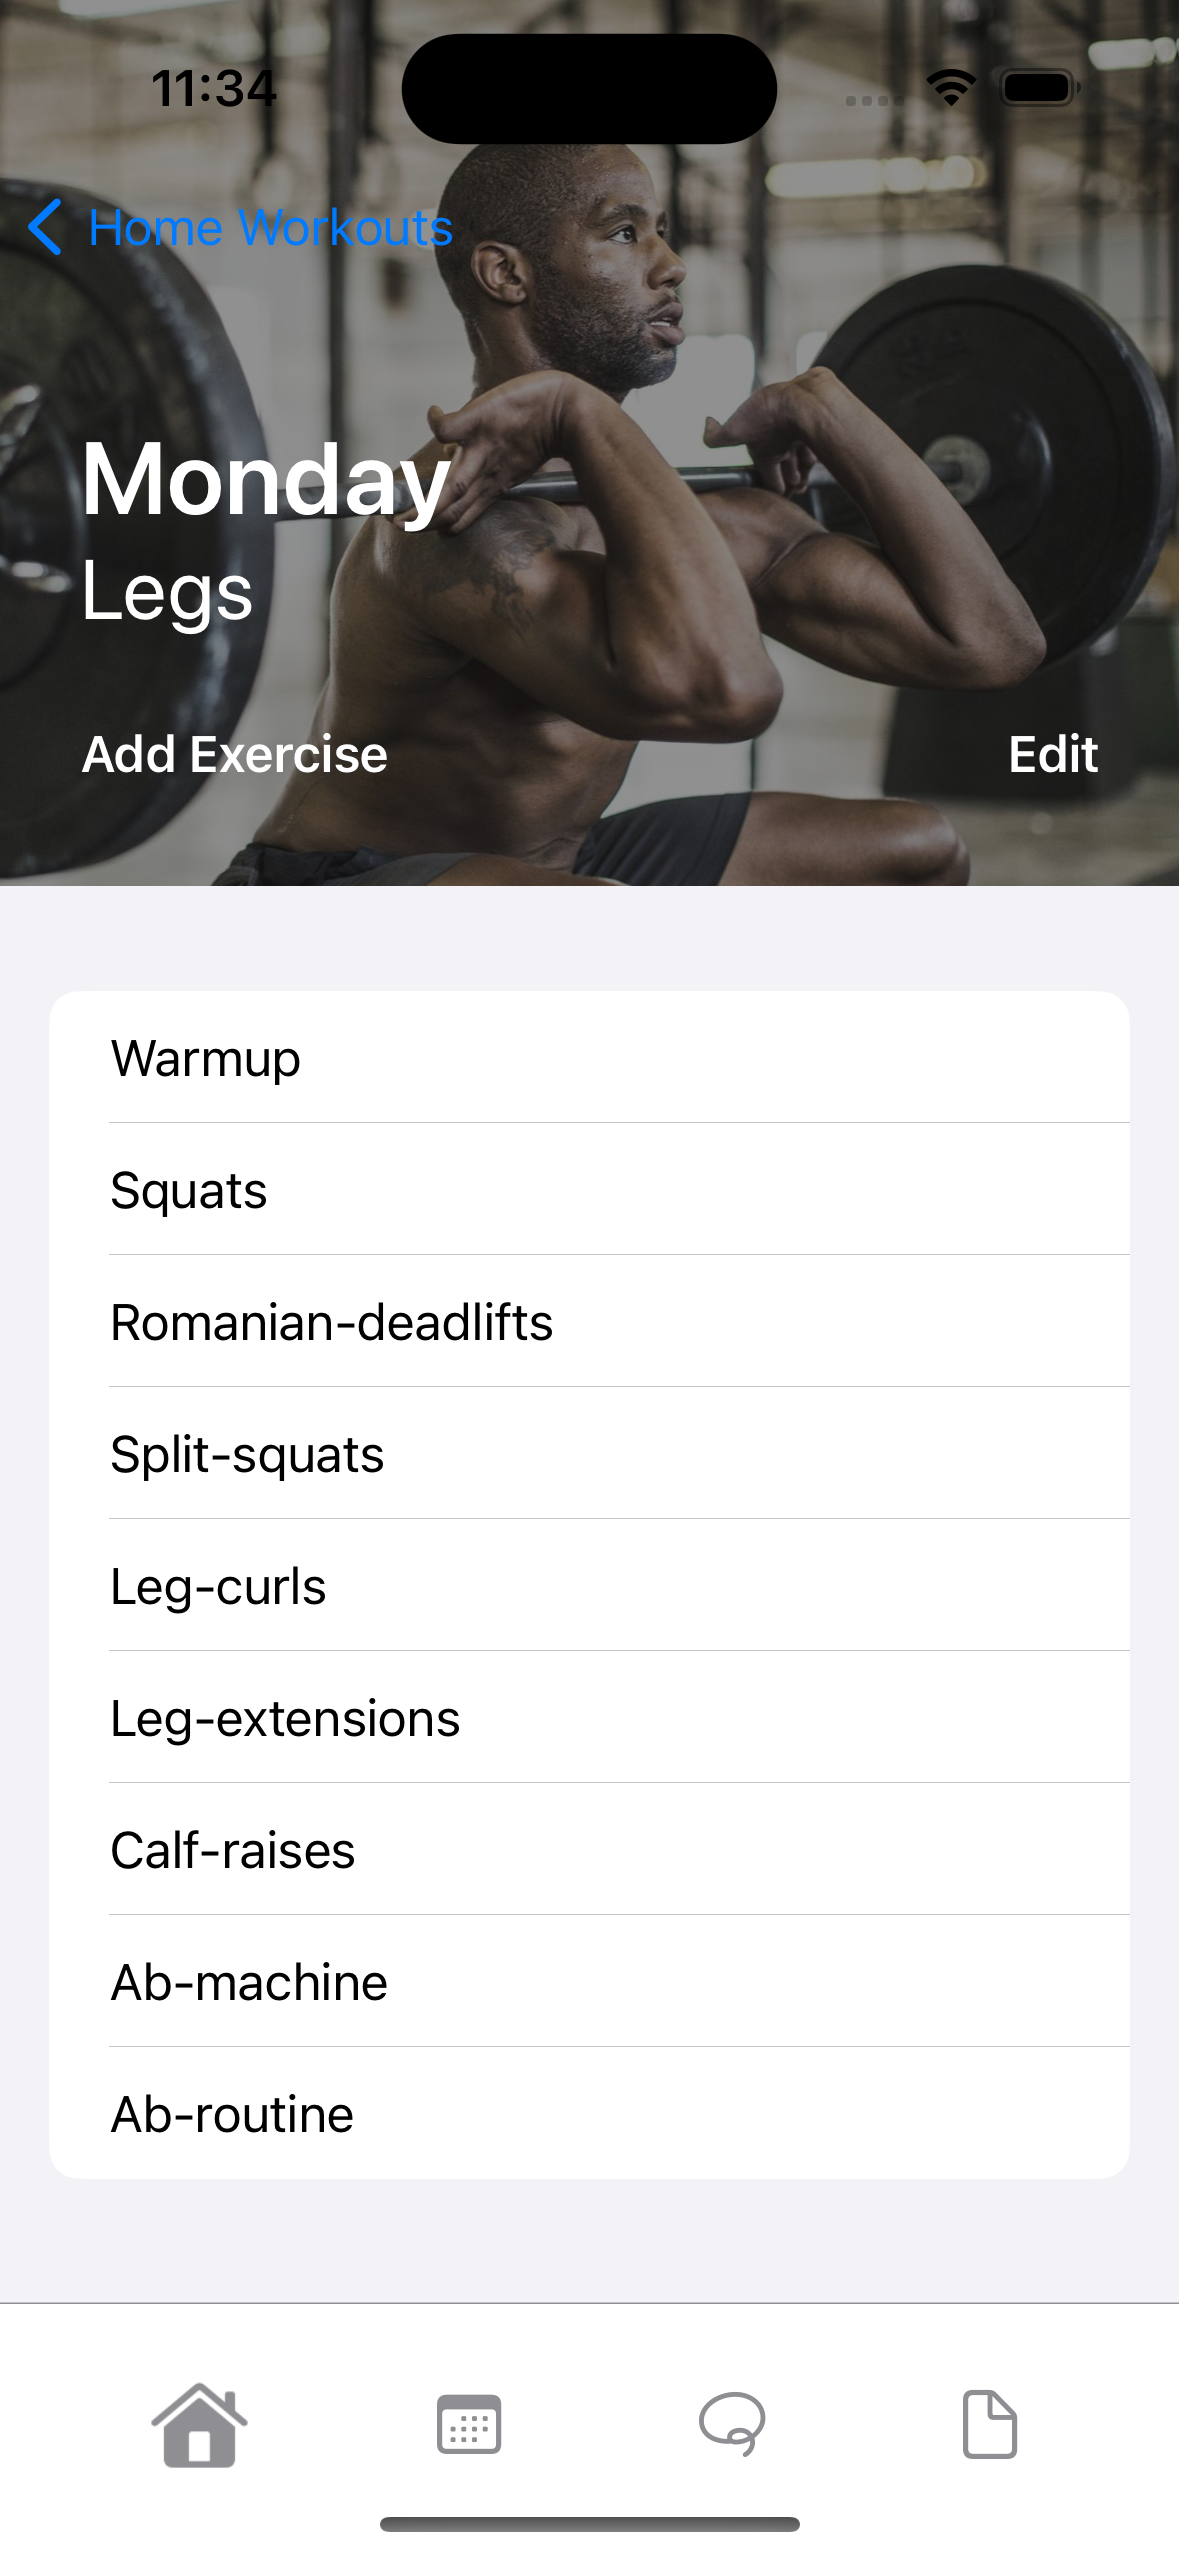 11:34
Home Workouts
Monday
Legs
Add Exercise
Edit
Warmup
Squats
Romanian-deadlifts
Split-squats
Leg-curls
Leg-extensions
Calf-raises
Ab-machine
Ab-routine